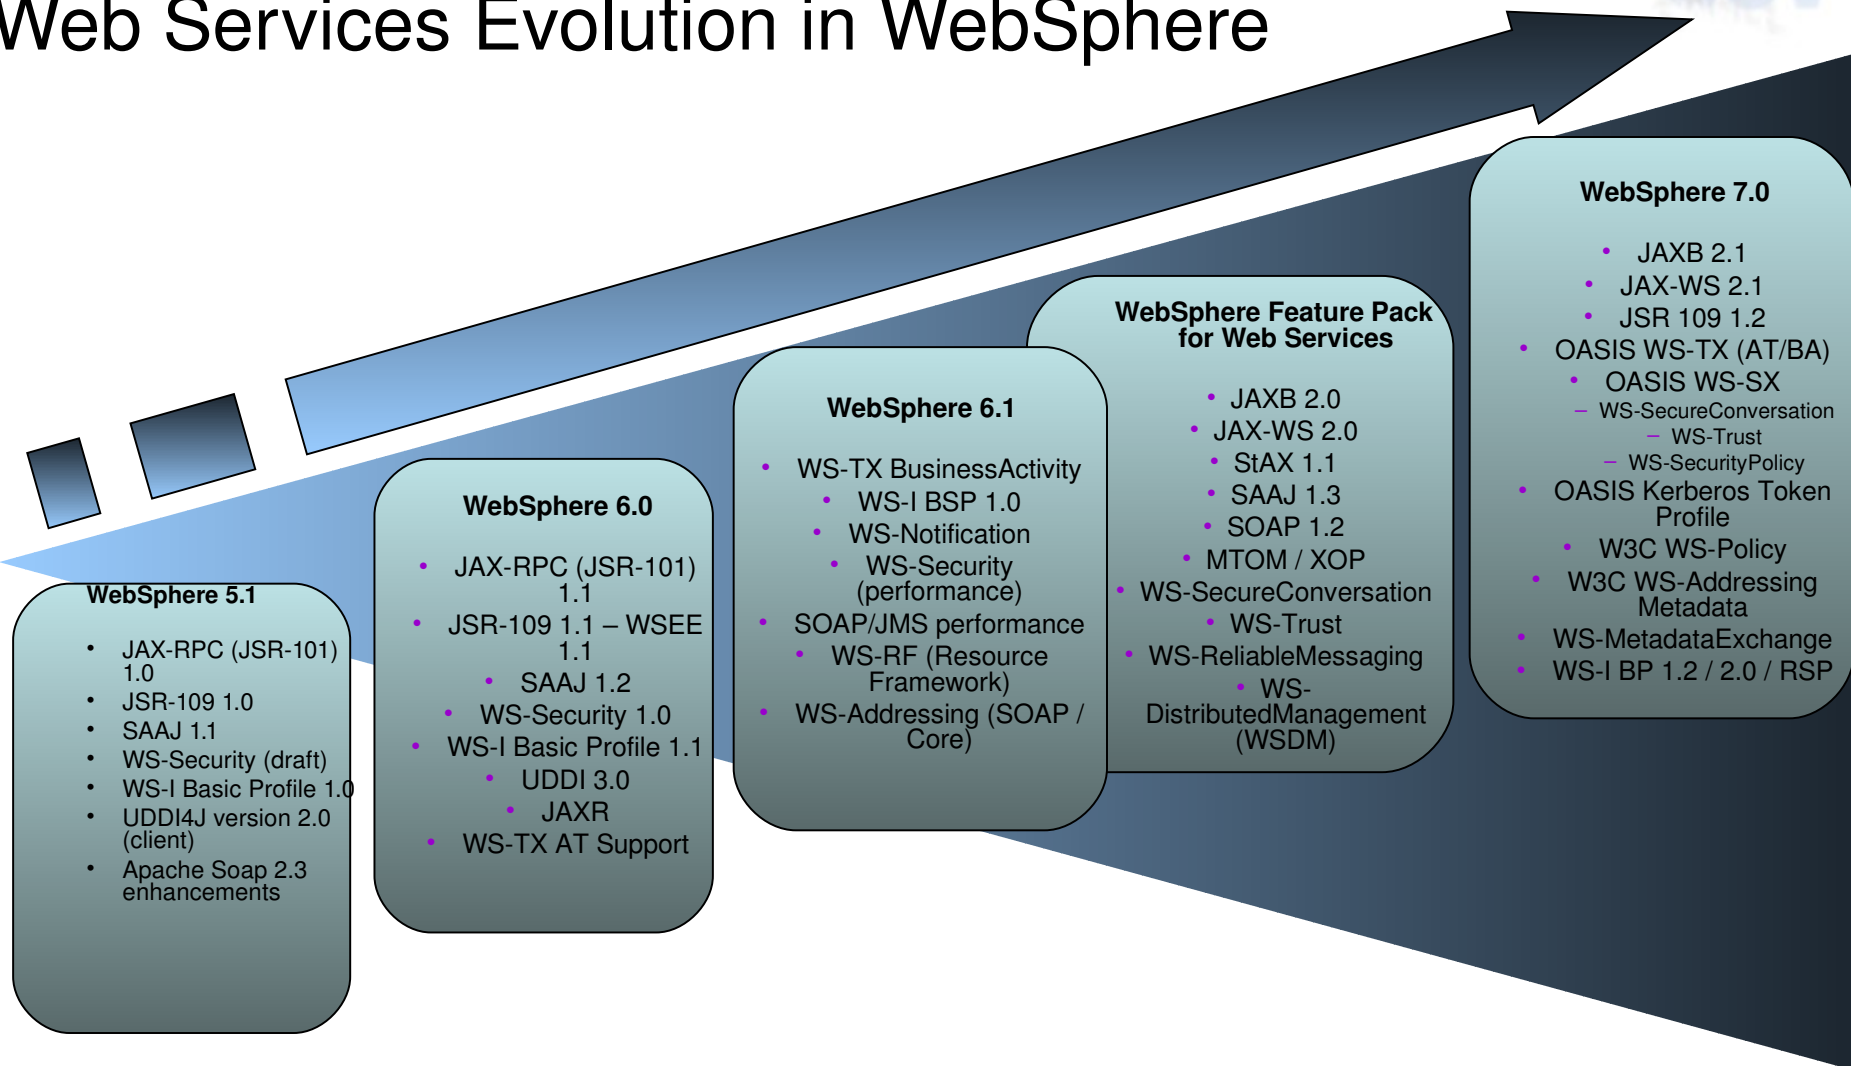 Web Services Evolution in WebSphere
WebSphere 5.1
• JAX-RPC (JSR-101)
1.0
• JSR-109 1.0
• SAAJ 1.1
• WS-Security (draft)
• WS-I Basic Profile 1.0
• UDDI4J version 2.0
(client)
• Apache Soap 2.3
enhancements
WebSphere 6.0
• JAX-RPC (JSR-101)
1.1
• JSR-109 1.1 – WSEE
1.1
• SAAJ 1.2
• WS-Security 1.0
• WS-I Basic Profile 1.1
• UDDI 3.0
• JAXR
• WS-TX AT Support
WebSphere 6.1
• WS-TX BusinessActivity
• WS-I BSP 1.0
• WS-Notification
• WS-Security
(performance)
• SOAP/JMS performance
• WS-RF (Resource
Framework)
• WS-Addressing (SOAP /
Core)
WebSphere Feature Pack
for Web Services
• JAXB 2.0
• JAX-WS 2.0
• StAX 1.1
• SAAJ 1.3
• SOAP 1.2
• MTOM / XOP
• WS-SecureConversation
• WS-Trust
• WS-ReliableMessaging
• WS-
DistributedManagement
(WSDM)
WebSphere 7.0
• JAXB 2.1
• JAX-WS 2.1
• JSR 109 1.2
• OASIS WS-TX (AT/BA)
• OASIS WS-SX
– WS-SecureConversation
– WS-Trust
– WS-SecurityPolicy
• OASIS Kerberos Token
Profile
• W3C WS-Policy
• W3C WS-Addressing
Metadata
• WS-MetadataExchange
• WS-I BP 1.2 / 2.0 / RSP